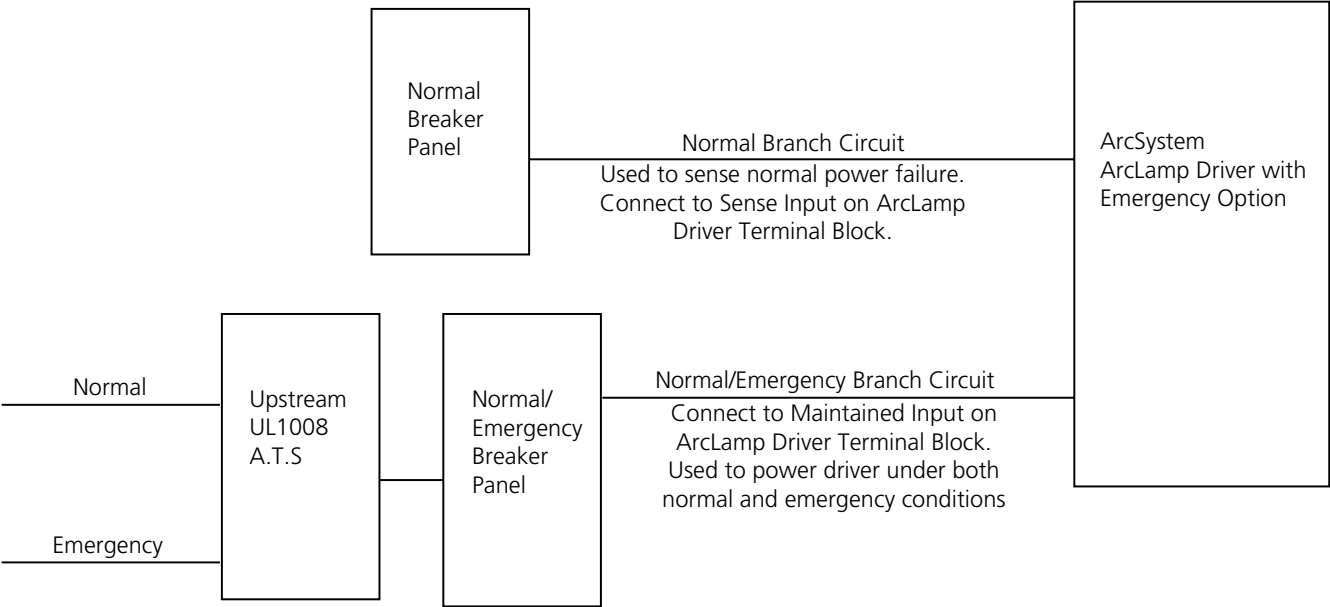 Normal
Breaker
Panel
Normal Branch Circuit
Used to sense normal power failure.
Connect to Sense Input on ArcLamp
Driver Terminal Block.
ArcSystem
ArcLamp Driver with
Emergency Option
Normal
Emergency
Upstream
UL1008
A.T.S
Normal/
Emergency
Breaker
Panel
Normal/Emergency Branch Circuit
Connect to Maintained Input on
ArcLamp Driver Terminal Block.
Used to power driver under both
normal and emergency conditions